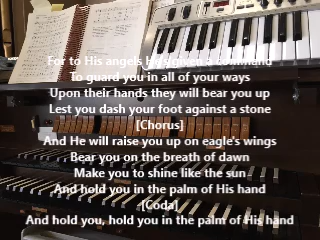 For to His angels He's given a command
To guard you in all of your ways
Upon their hands they will bear you up
Lest you dash your foot against a stone
[Chorus]
And He will raise you up on eagle's wings
Bear you on the breath of dawn
Make you to shine like the sun
And hold you in the palm of His hand
[Coda]
And hold you, hold you in the palm of His hand